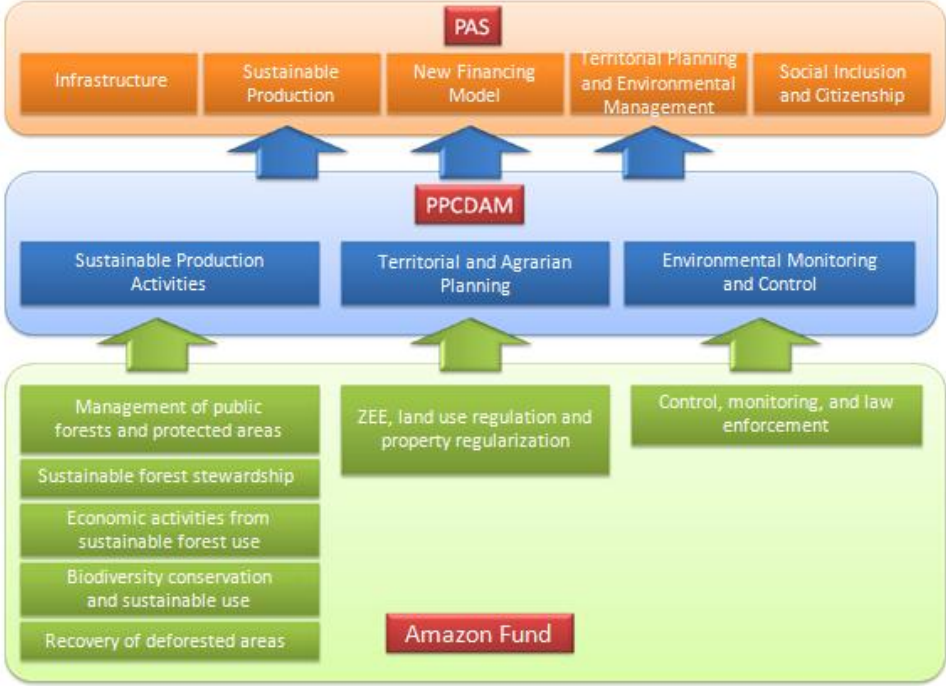 PAS
Infrastructure
Sustainable
Production
New Financing
Model
Territorial Planning
and Environmental
Management
Social Inclusion
and Citizenship
PPCDAM
Sustainable Production
Activities
Territorial and Agrarian
Planning
Environmental Monitoring
and Control
Management of public
forests and protected areas
Sustainable forest stewardship
Economic activities from
sustainable forest use
Biodiversity conservation
and sustainable use
Recovery of deforested areas
ZEE, land use regulation and
property regularization
Control, monitoring, and law
enforcement
Amazon Fund